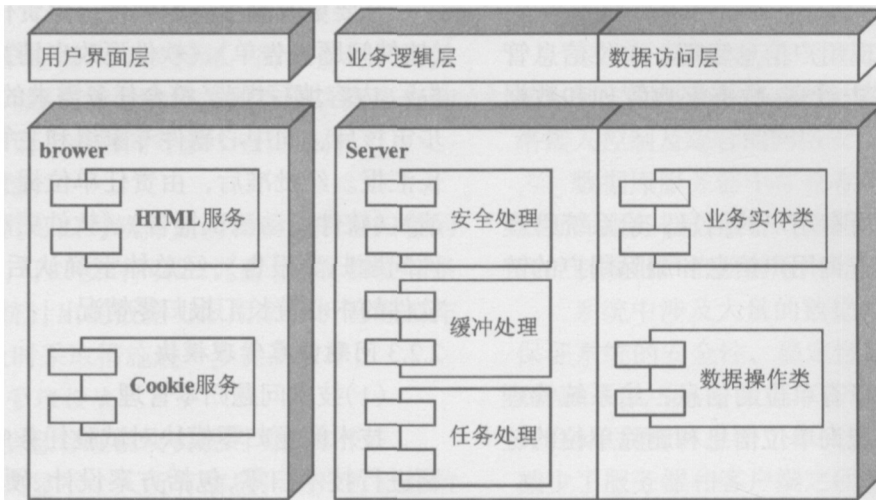 用户界面层
业务逻辑层
数据访问层
brower
HTML服务
Cookie服务
Server
安全处理
缓冲处理
任务处理
业务实体类
数据操作类